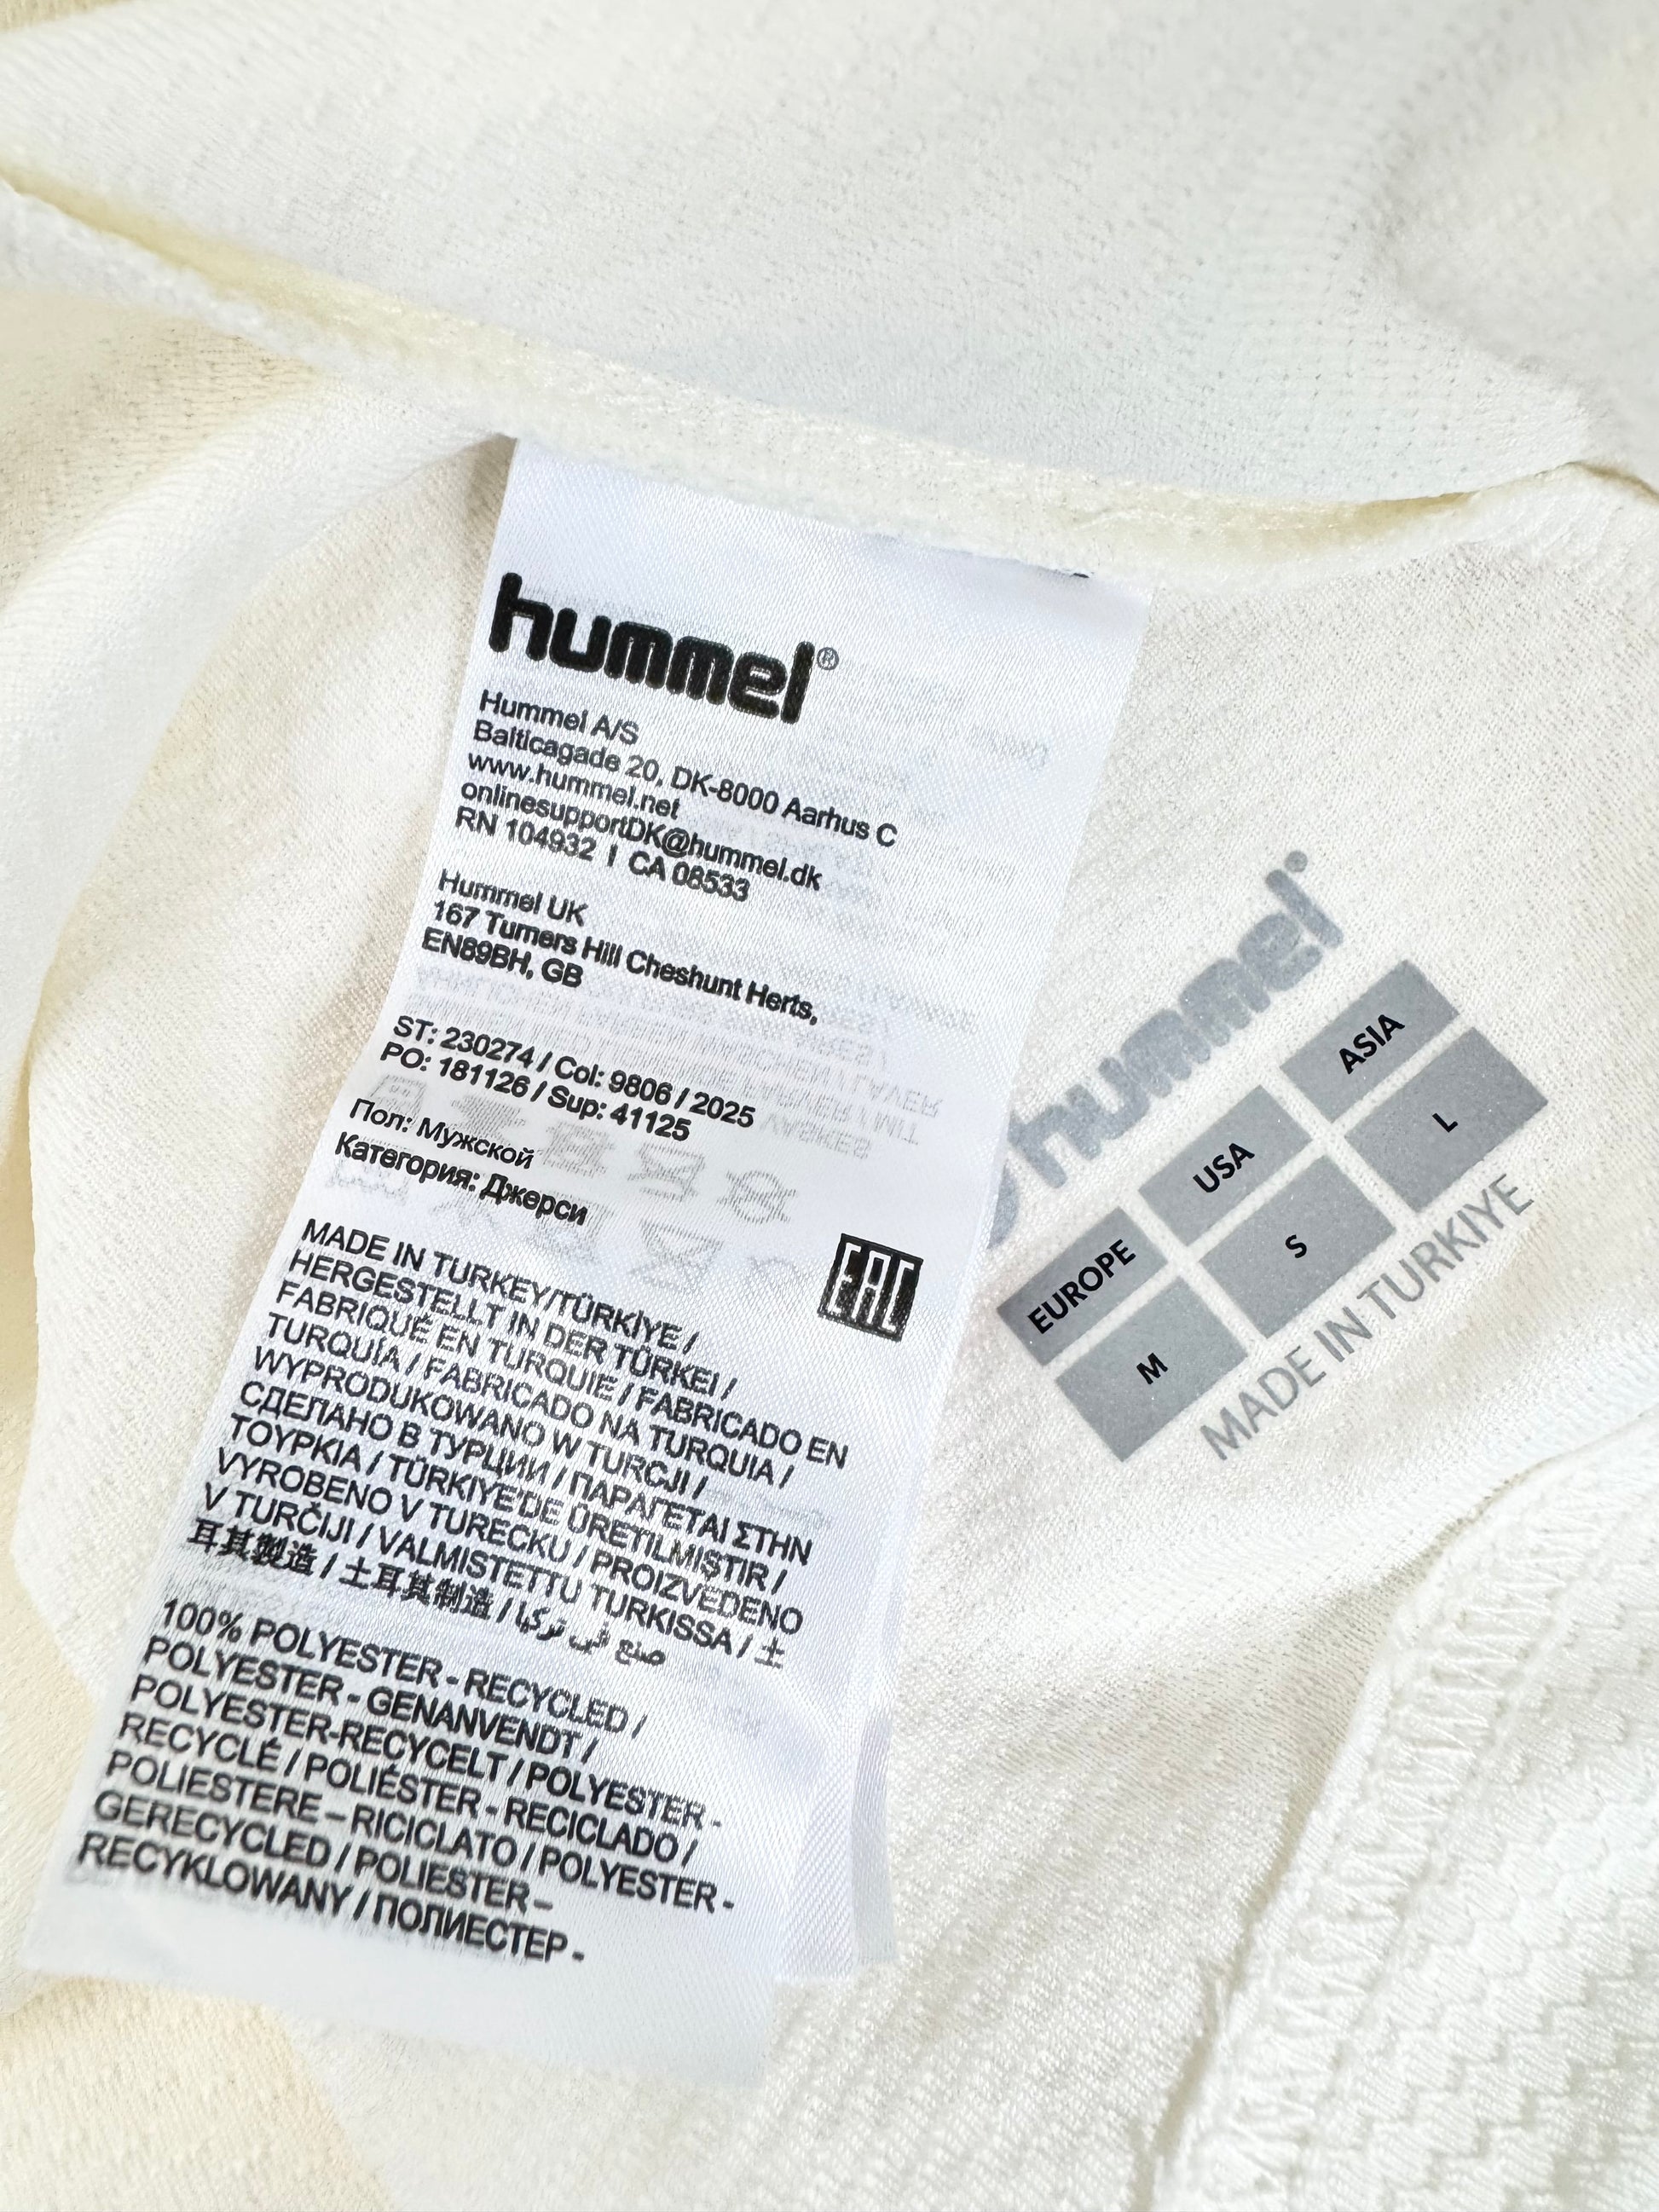 hummel®
Hummel A/S
Balticagade 20, DK-8000 Aarhus C
www.hummel.net
onlinesupportDK@hummel.dk
RN 104932 I CA 08533
Hummel UK
167 Turners Hill Cheshunt Herts,
EN89BH, GB
ST: 230274 / Col: 9806 / 2025
PO: 181126 / Sup: 41125
Пол: Мужской
Категория: Джерси
EAC
MADE IN TURKEY/TÜRKİYE /
HERGESTELLT IN DER TÜRKEI /
FABRIQUÉ EN TURQUIE / FABRICADO EN
TURQUÍA / FABRICADO NA TURQUIA /
WYPRODUKOWANO W TURCJI /
СДЕЛАНО В ТУРЦИИ / ΠΑΡΑΓΕΤΑΙ ΣΤΗΝ
ΤΟΥΡΚΙΑ / TÜRKIYE'DE ÜRETILMIŞTIR /
VYROBENO V TURECKU / PROIZVEDENO
V TURČIJI / VALMISTETTU TURKISSA / 土
耳其製造 / 土耳其制造 / صنع في تركيا
100% POLYESTER - RECYCLED /
POLYESTER - GENANVENDT /
POLYESTER-RECYCELT / POLYESTER -
RECYCLÉ / POLIÉSTER - RECICLADO /
POLIESTERE – RICICLATO / POLYESTER -
GERECYCLED / POLIESTER –
RECYKLOWANY / ПОЛИЕСТЕР -
hummel®
EUROPE USA ASIA
M S L
MADE IN TURKIYE